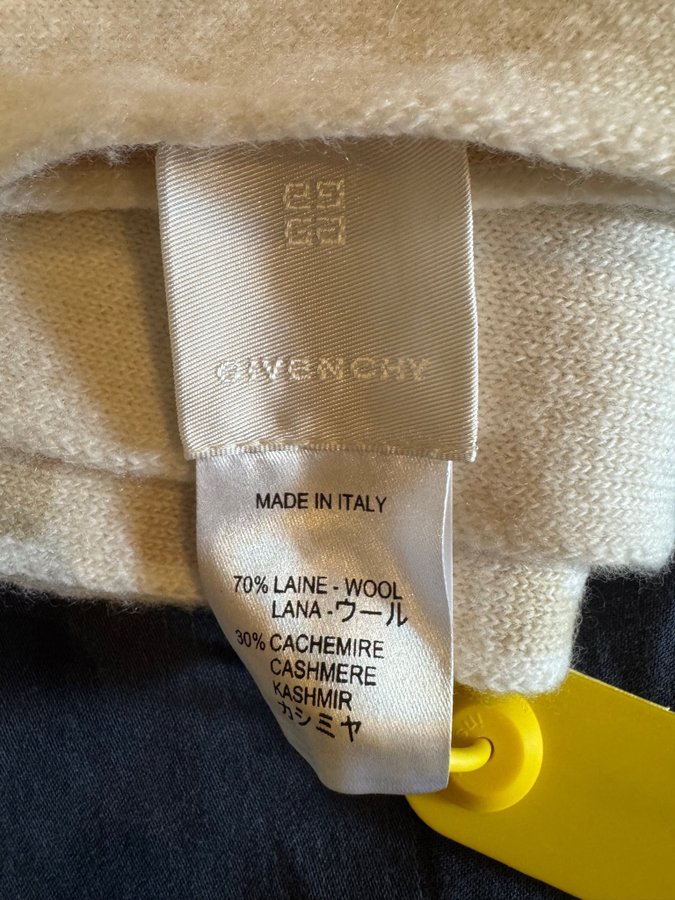 GIVENCHY
MADE IN ITALY
70% LAINE - WOOL
LANA - ウール
30% CACHEMIRE
CASHMERE
KASHMIR
カシミヤ